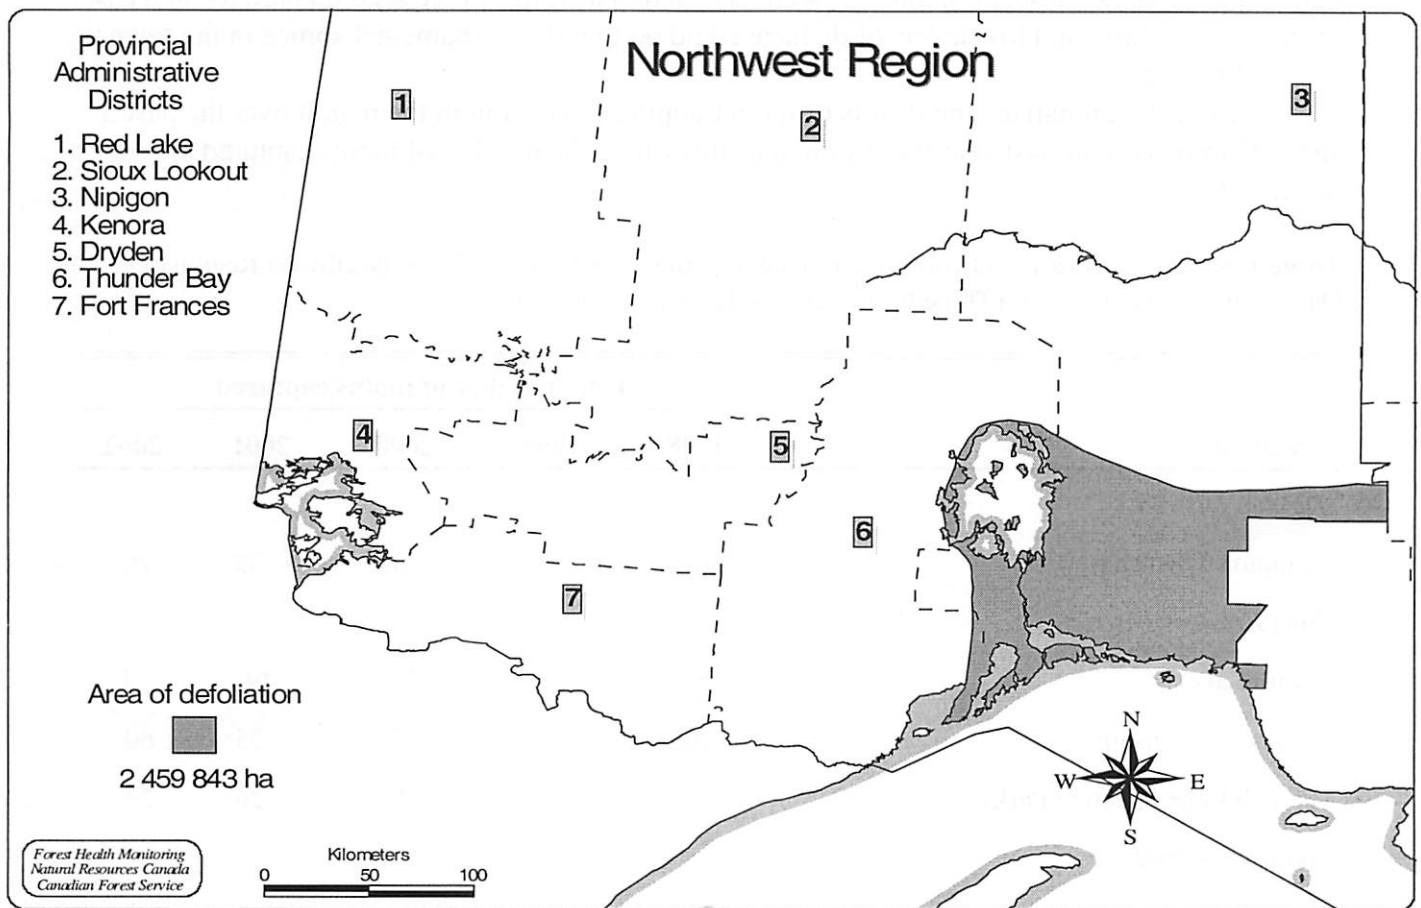 Northwest Region
Provincial
Administrative
Districts
1. Red Lake
2. Sioux Lookout
3. Nipigon
4. Kenora
5. Dryden
6. Thunder Bay
7. Fort Frances
1
2
3
4
5
6
7
Area of defoliation
2 459 843 ha
N
W E
S
Forest Health Monitoring
Natural Resources Canada
Canadian Forest Service
Kilometers
0 50 100